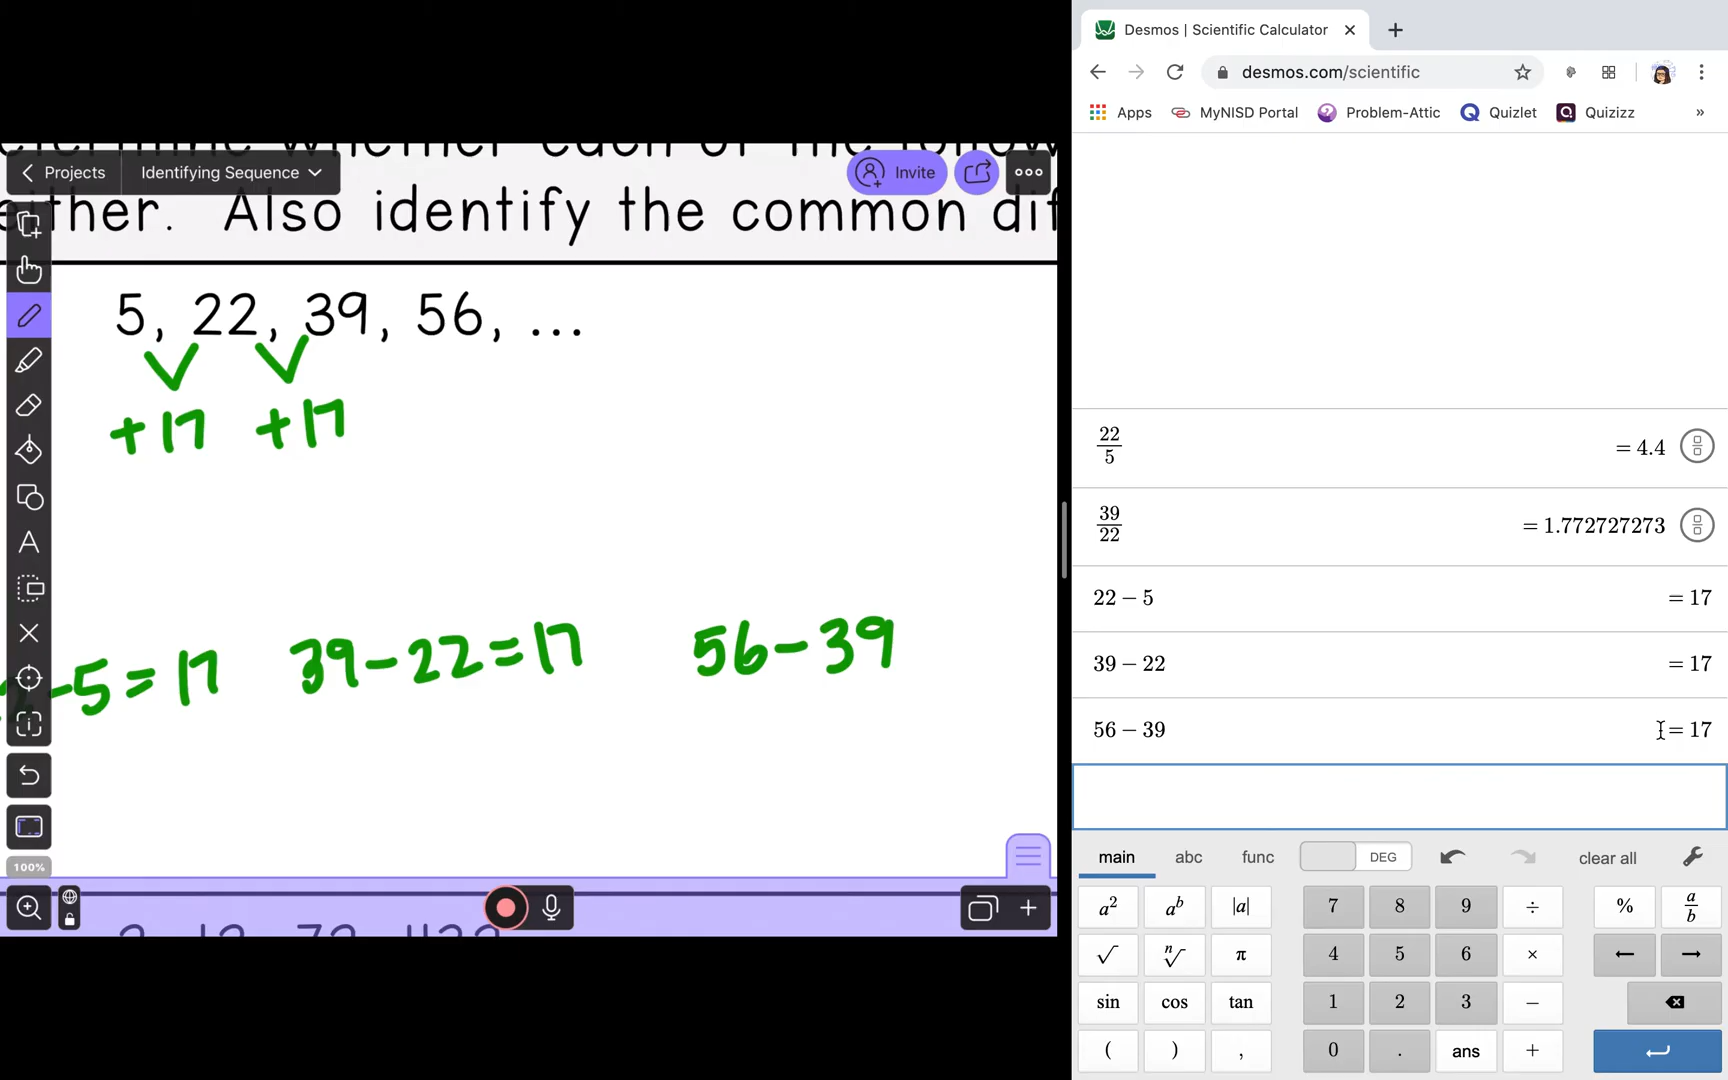 Desmos | Scientific Calculator
desmos.com/scientific
Apps MyNISD Portal Problem-Attic Quizlet Quizizz »
Projects Identifying Sequence Invite
either. Also identify the common dif
5, 22, 39, 56, ...
+17 +17
-5=17 39-22=17 56-39
100%
22/5 = 4.4
39/22 = 1.772727273
22 − 5 = 17
39 − 22 = 17
56 − 39 = 17
main abc func DEG clear all
a² aᵇ |a| 7 8 9 ÷ % a/b
√ ⁿ√ π 4 5 6 × ← →
sin cos tan 1 2 3 −
( ) , 0 . ans +